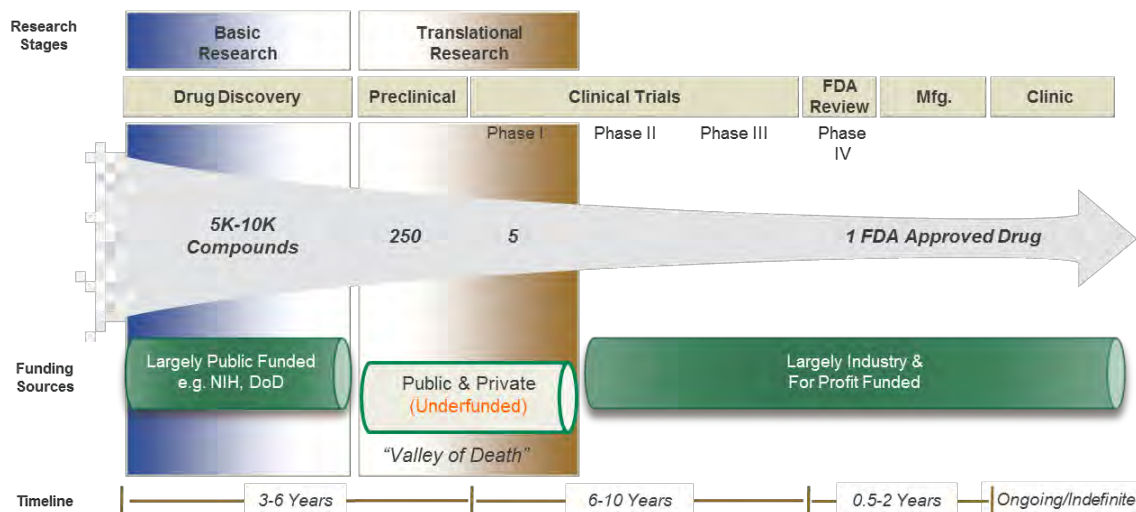 Research
Stages
Basic
Research
Translational
Research
Drug Discovery
Preclinical
Clinical Trials
FDA
Review
Mfg.
Clinic
Phase I
Phase II
Phase III
Phase
IV
5K-10K
Compounds
250
5
1 FDA Approved Drug
Funding
Sources
Largely Public Funded
e.g. NIH, DoD
Public & Private
(Underfunded)
Largely Industry &
For Profit Funded
“Valley of Death”
Timeline
3-6 Years
6-10 Years
0.5-2 Years
Ongoing/Indefinite